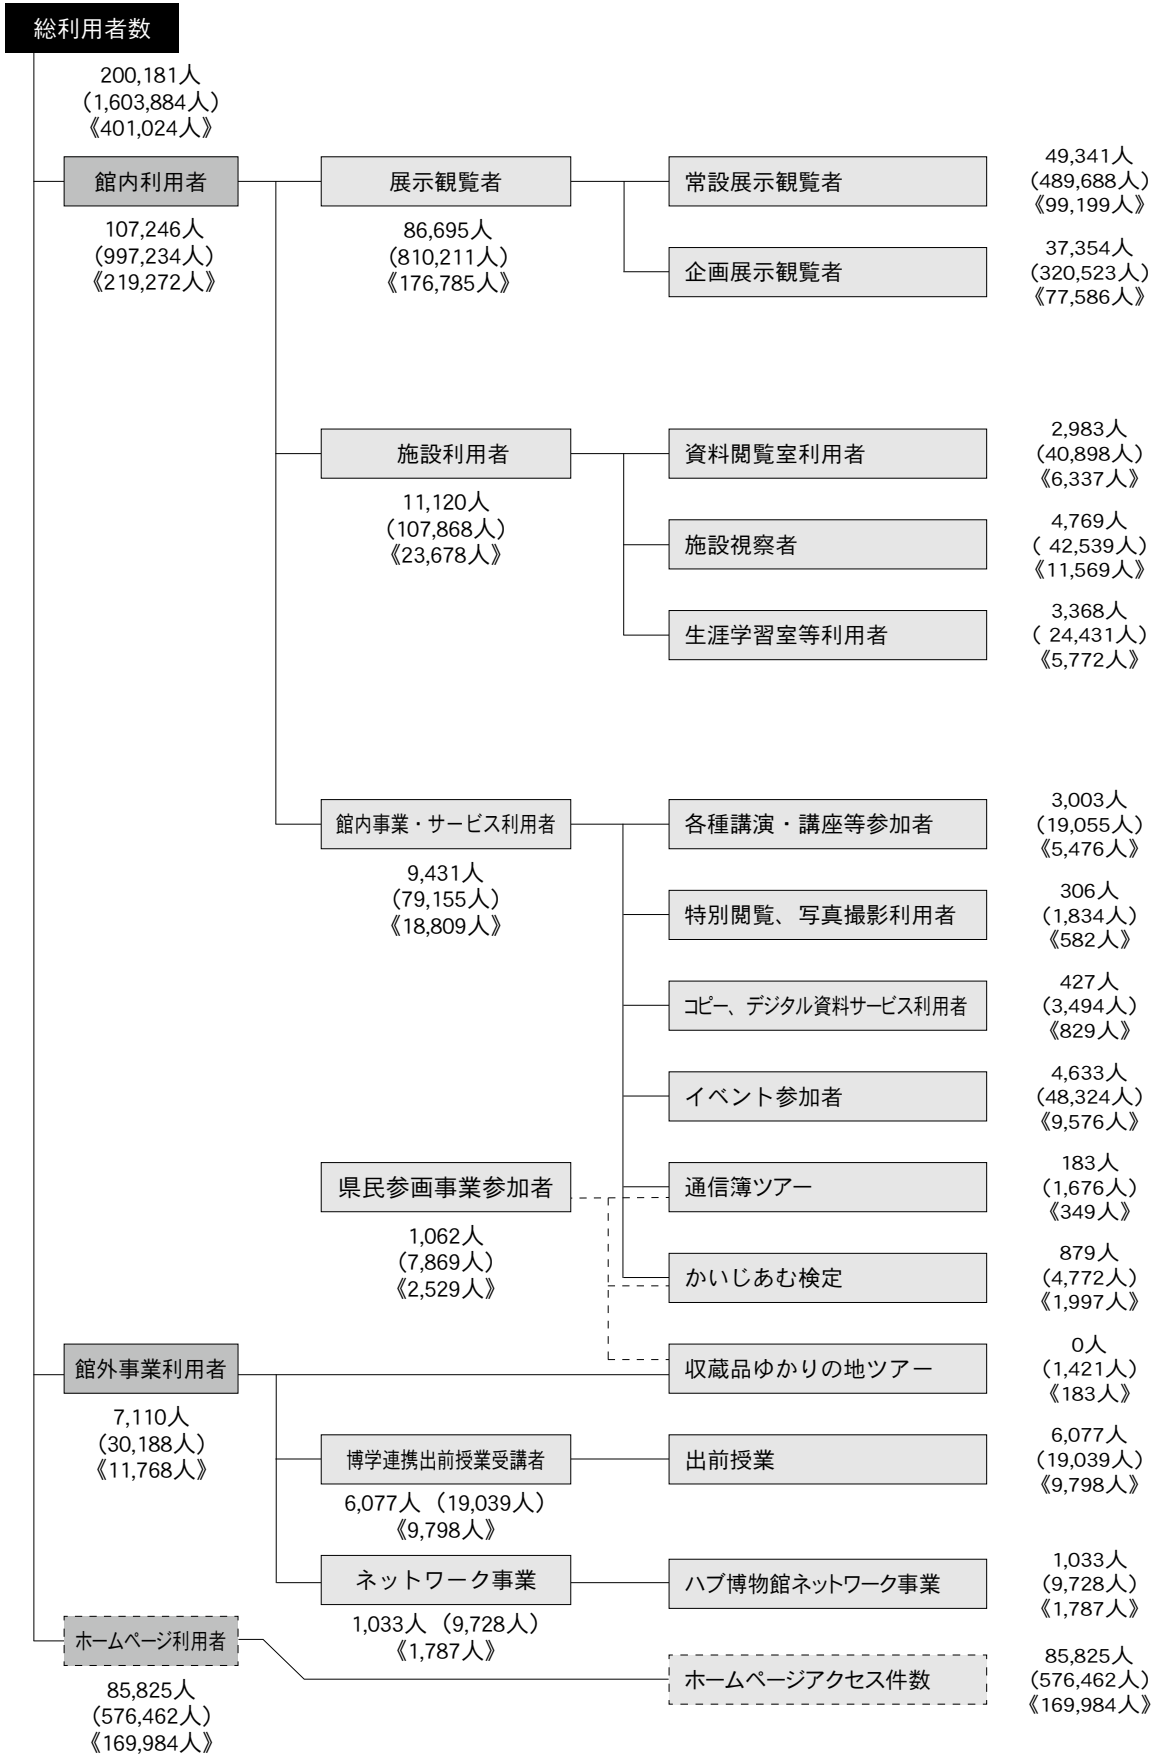 総利用者数
200,181人
(1,603,884人)
《401,024人》
館内利用者
107,246人
(997,234人)
《219,272人》
展示観覧者
86,695人
(810,211人)
《176,785人》
常設展示観覧者
49,341人
(489,688人)
《99,199人》
企画展示観覧者
37,354人
(320,523人)
《77,586人》
施設利用者
11,120人
(107,868人)
《23,678人》
資料閲覧室利用者
2,983人
(40,898人)
《6,337人》
施設視察者
4,769人
( 42,539人)
《11,569人》
生涯学習室等利用者
3,368人
( 24,431人)
《5,772人》
館内事業・サービス利用者
9,431人
(79,155人)
《18,809人》
各種講演・講座等参加者
3,003人
(19,055人)
《5,476人》
特別閲覧、写真撮影利用者
306人
(1,834人)
《582人》
コピー、デジタル資料サービス利用者
427人
(3,494人)
《829人》
イベント参加者
4,633人
(48,324人)
《9,576人》
県民参画事業参加者
1,062人
(7,869人)
《2,529人》
通信簿ツアー
183人
(1,676人)
《349人》
かいじあむ検定
879人
(4,772人)
《1,997人》
館外事業利用者
7,110人
(30,188人)
《11,768人》
収蔵品ゆかりの地ツアー
0人
(1,421人)
《183人》
博学連携出前授業受講者
6,077人 (19,039人)
《9,798人》
出前授業
6,077人
(19,039人)
《9,798人》
ネットワーク事業
1,033人 (9,728人)
《1,787人》
ハブ博物館ネットワーク事業
1,033人
(9,728人)
《1,787人》
ホームページ利用者
85,825人
(576,462人)
《169,984人》
ホームページアクセス件数
85,825人
(576,462人)
《169,984人》